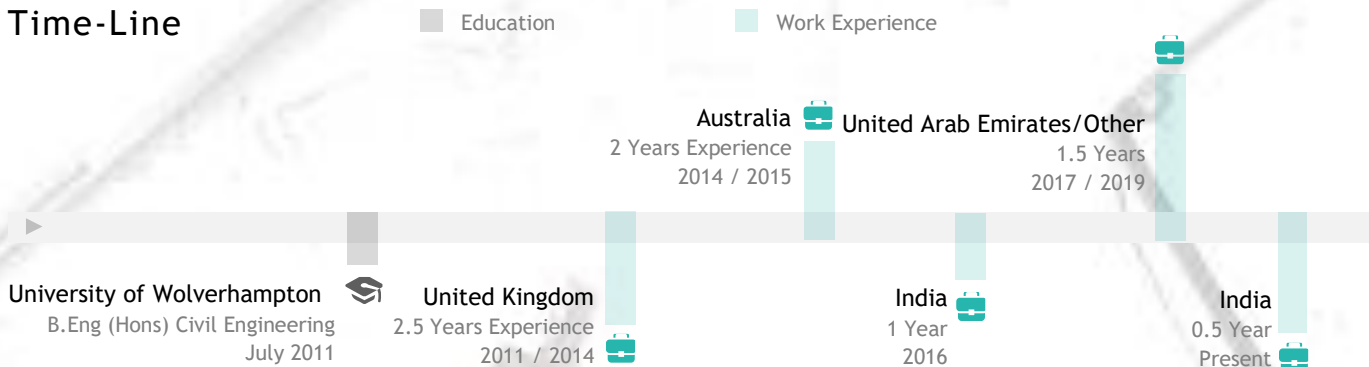 Time-Line
Education
Work Experience
Australia
2 Years Experience
2014 / 2015
United Arab Emirates/Other
1.5 Years
2017 / 2019
University of Wolverhampton
B.Eng (Hons) Civil Engineering
July 2011
United Kingdom
2.5 Years Experience
2011 / 2014
India
1 Year
2016
India
0.5 Year
Present